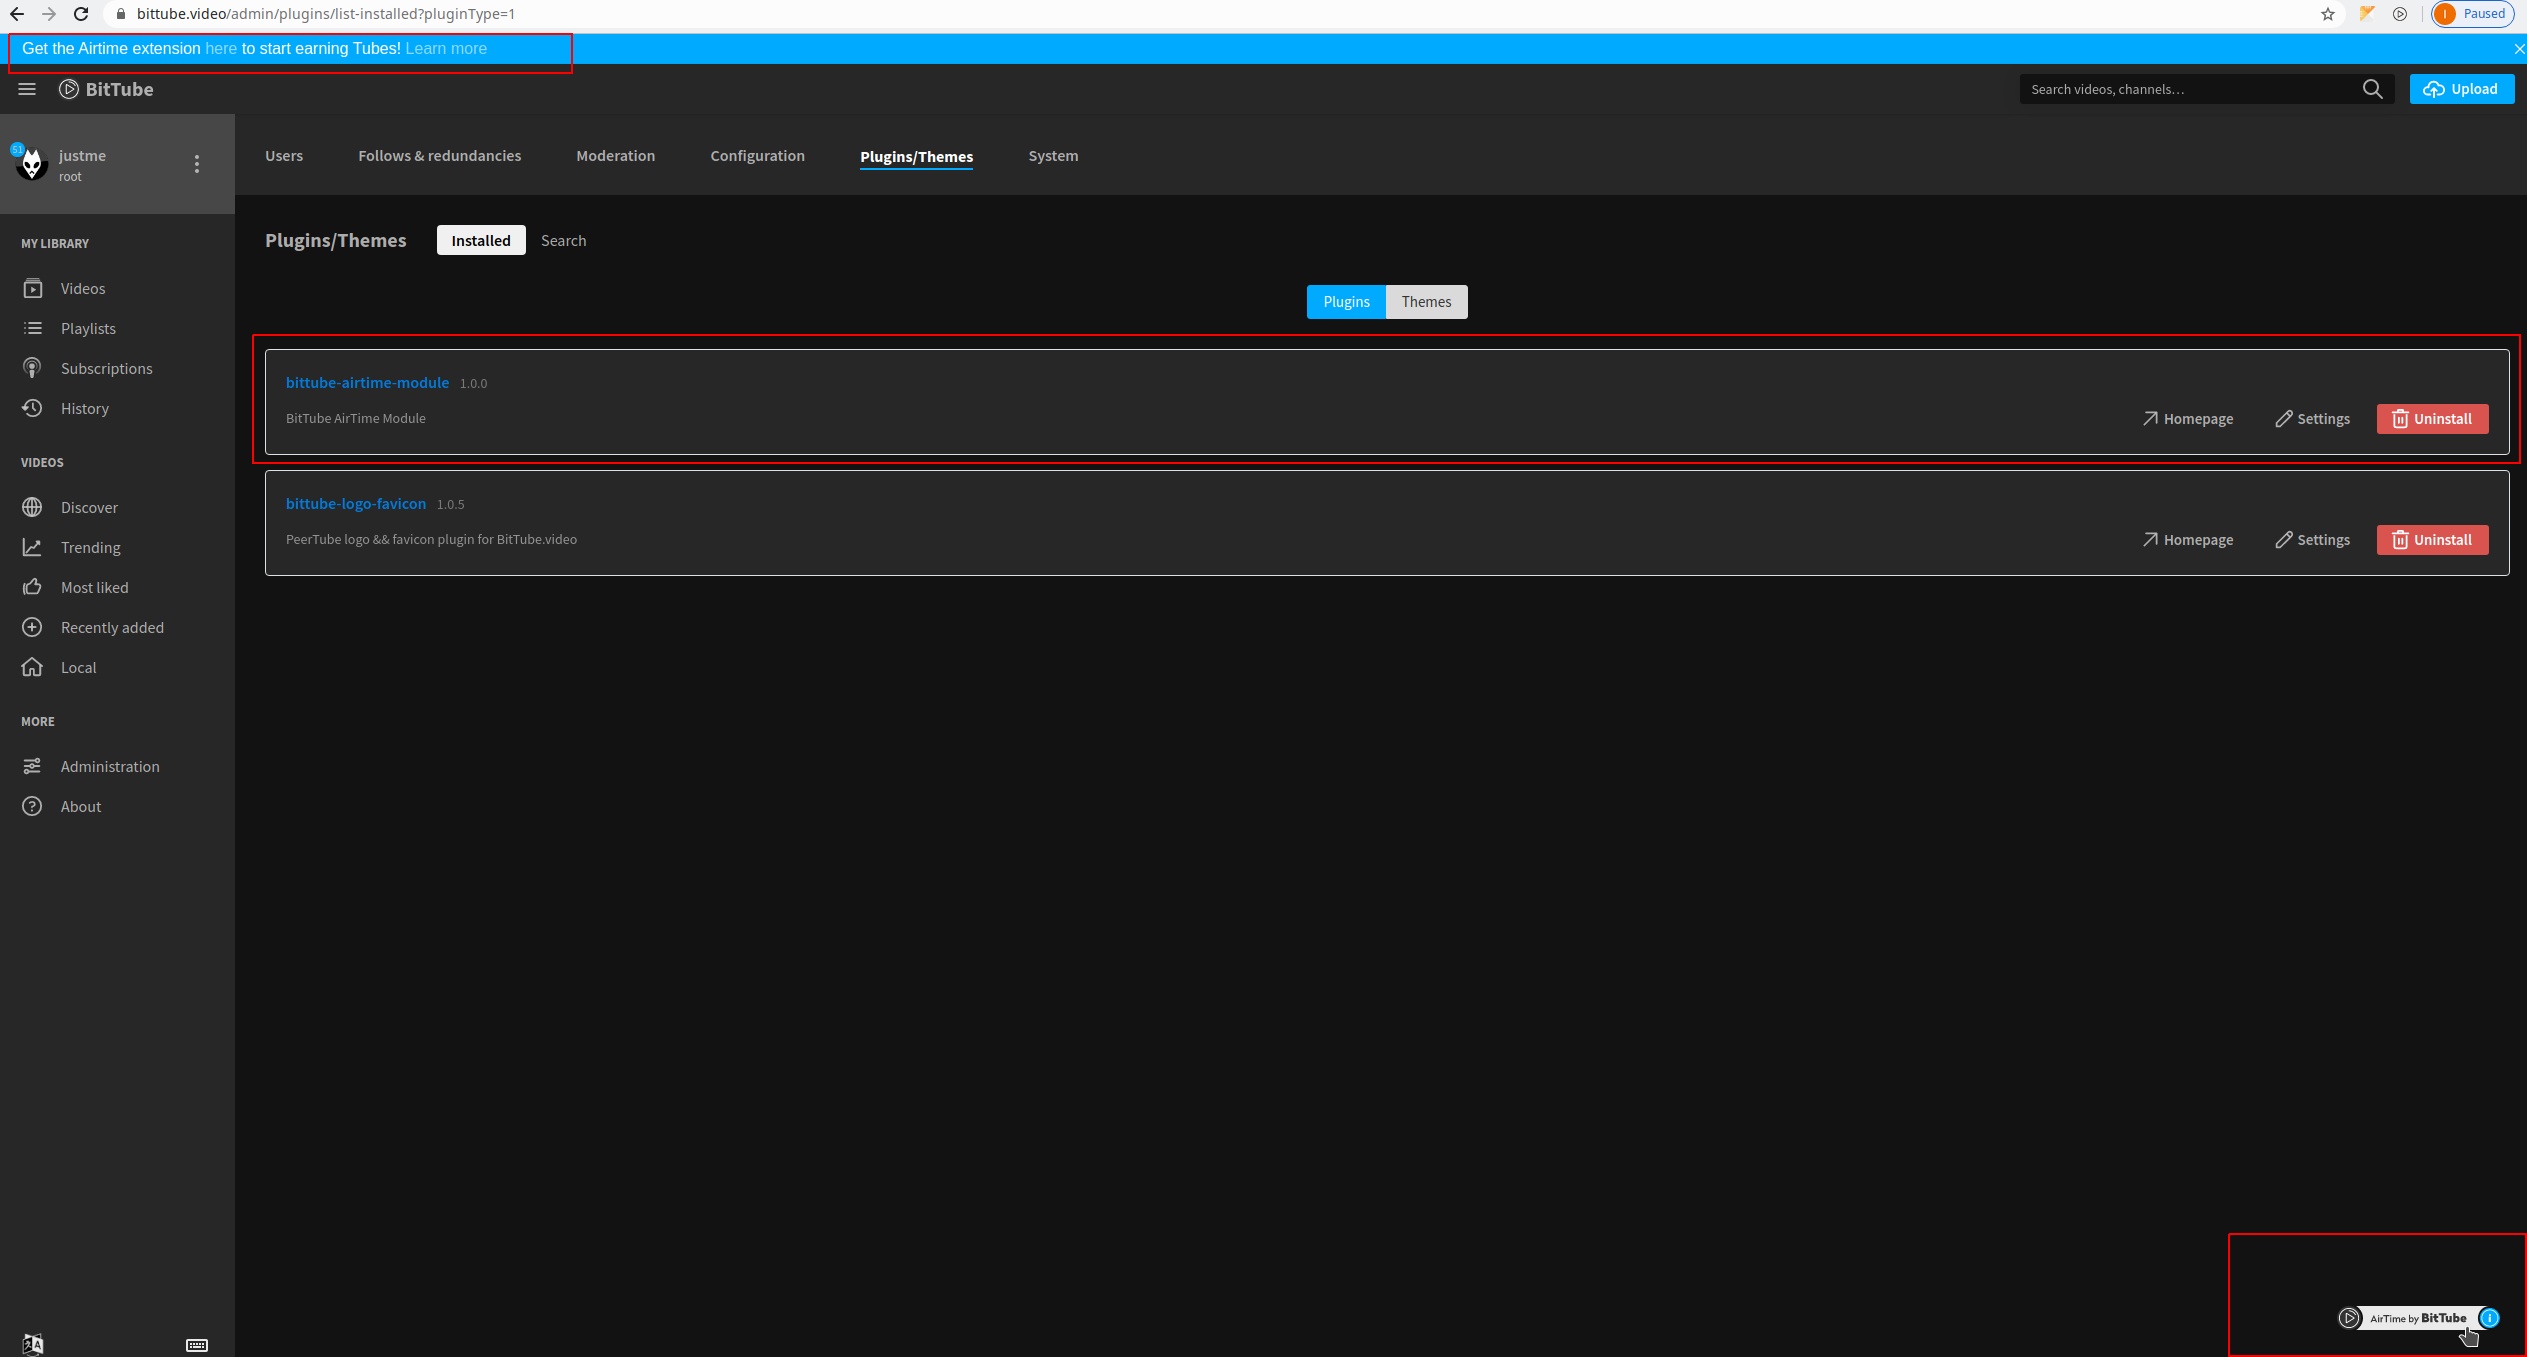 bittube.video/admin/plugins/list-installed?pluginType=1
I
Paused
Get the Airtime extension here to start earning Tubes! Learn more
BitTube
Search videos, channels…
Upload
51
justme
root
Users
Follows & redundancies
Moderation
Configuration
Plugins/Themes
System
MY LIBRARY
Videos
Playlists
Subscriptions
History
VIDEOS
Discover
Trending
Most liked
Recently added
Local
MORE
Administration
About
Plugins/Themes
Installed
Search
Plugins
Themes
bittube-airtime-module 1.0.0
BitTube AirTime Module
Homepage
Settings
Uninstall
bittube-logo-favicon 1.0.5
PeerTube logo && favicon plugin for BitTube.video
Homepage
Settings
Uninstall
AirTime by BitTube
i